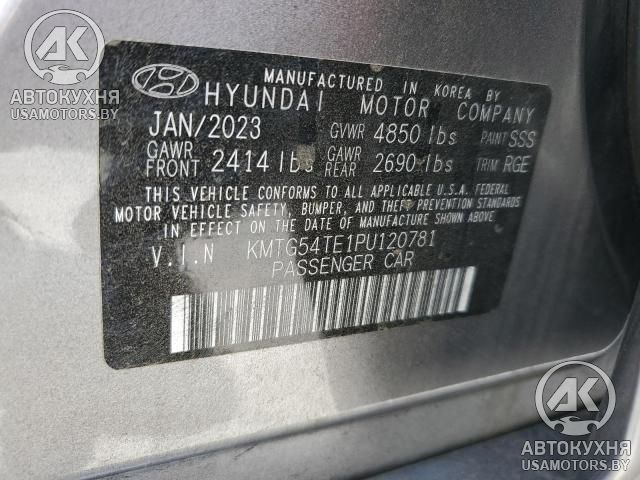 MANUFACTURED IN KOREA BY
HYUNDAI MOTOR COMPANY
JAN/2023 GVWR 4850 lbs PAINT SSS
GAWR FRONT 2414 lbs GAWR REAR 2690 lbs TRIM RGE
THIS VEHICLE CONFORMS TO ALL APPLICABLE U.S.A. FEDERAL
MOTOR VEHICLE SAFETY, BUMPER, AND THEFT PREVENTION STANDARDS
IN EFFECT ON THE DATE OF MANUFACTURE SHOWN ABOVE.
V.I.N KMTG54TE1PU120781
PASSENGER CAR
АК
АВТОКУХНЯ
USAMOTORS.BY
АК
АВТОКУХНЯ
USAMOTORS.BY